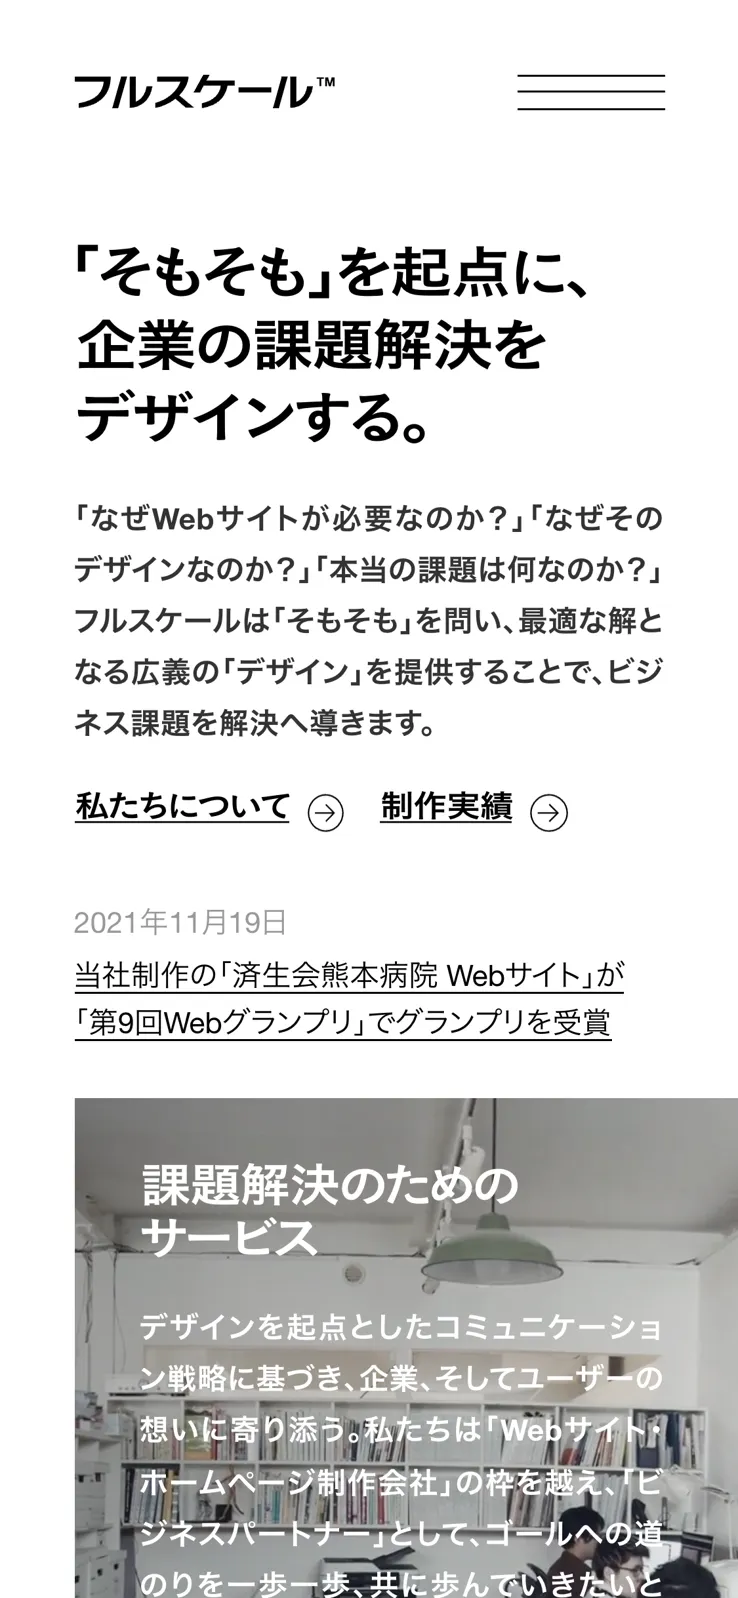 フルスケール™
「そもそも」を起点に、
企業の課題解決を
デザインする。
「なぜWebサイトが必要なのか？」「なぜその
デザインなのか？」「本当の課題は何なのか？」
フルスケールは「そもそも」を問い、最適な解と
なる広義の「デザイン」を提供することで、ビジ
ネス課題を解決へ導きます。
私たちについて 制作実績
2021年11月19日
当社制作の「済生会熊本病院 Webサイト」が
「第9回Webグランプリ」でグランプリを受賞
課題解決のための
サービス
デザインを起点としたコミュニケーショ
ン戦略に基づき、企業、そしてユーザーの
想いに寄り添う。私たちは「Webサイト・
ホームページ制作会社」の枠を越え、「ビ
ジネスパートナー」として、ゴールへの道
のりを一歩一歩、共に歩んでいきたいと